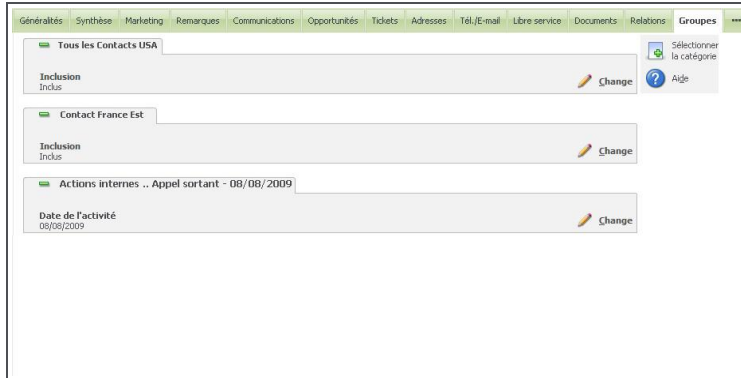 Généralités Synthèse Marketing Remarques Communications Opportunités Tickets Adresses Tél./E-mail Libre service Documents Relations Groupes
Tous les Contacts USA
Sélectionner
la catégorie
Inclusion
Inclus
Change
Aide
Contact France Est
Inclusion
Inclus
Change
Actions internes .. Appel sortant - 08/08/2009
Date de l'activité
08/08/2009
Change